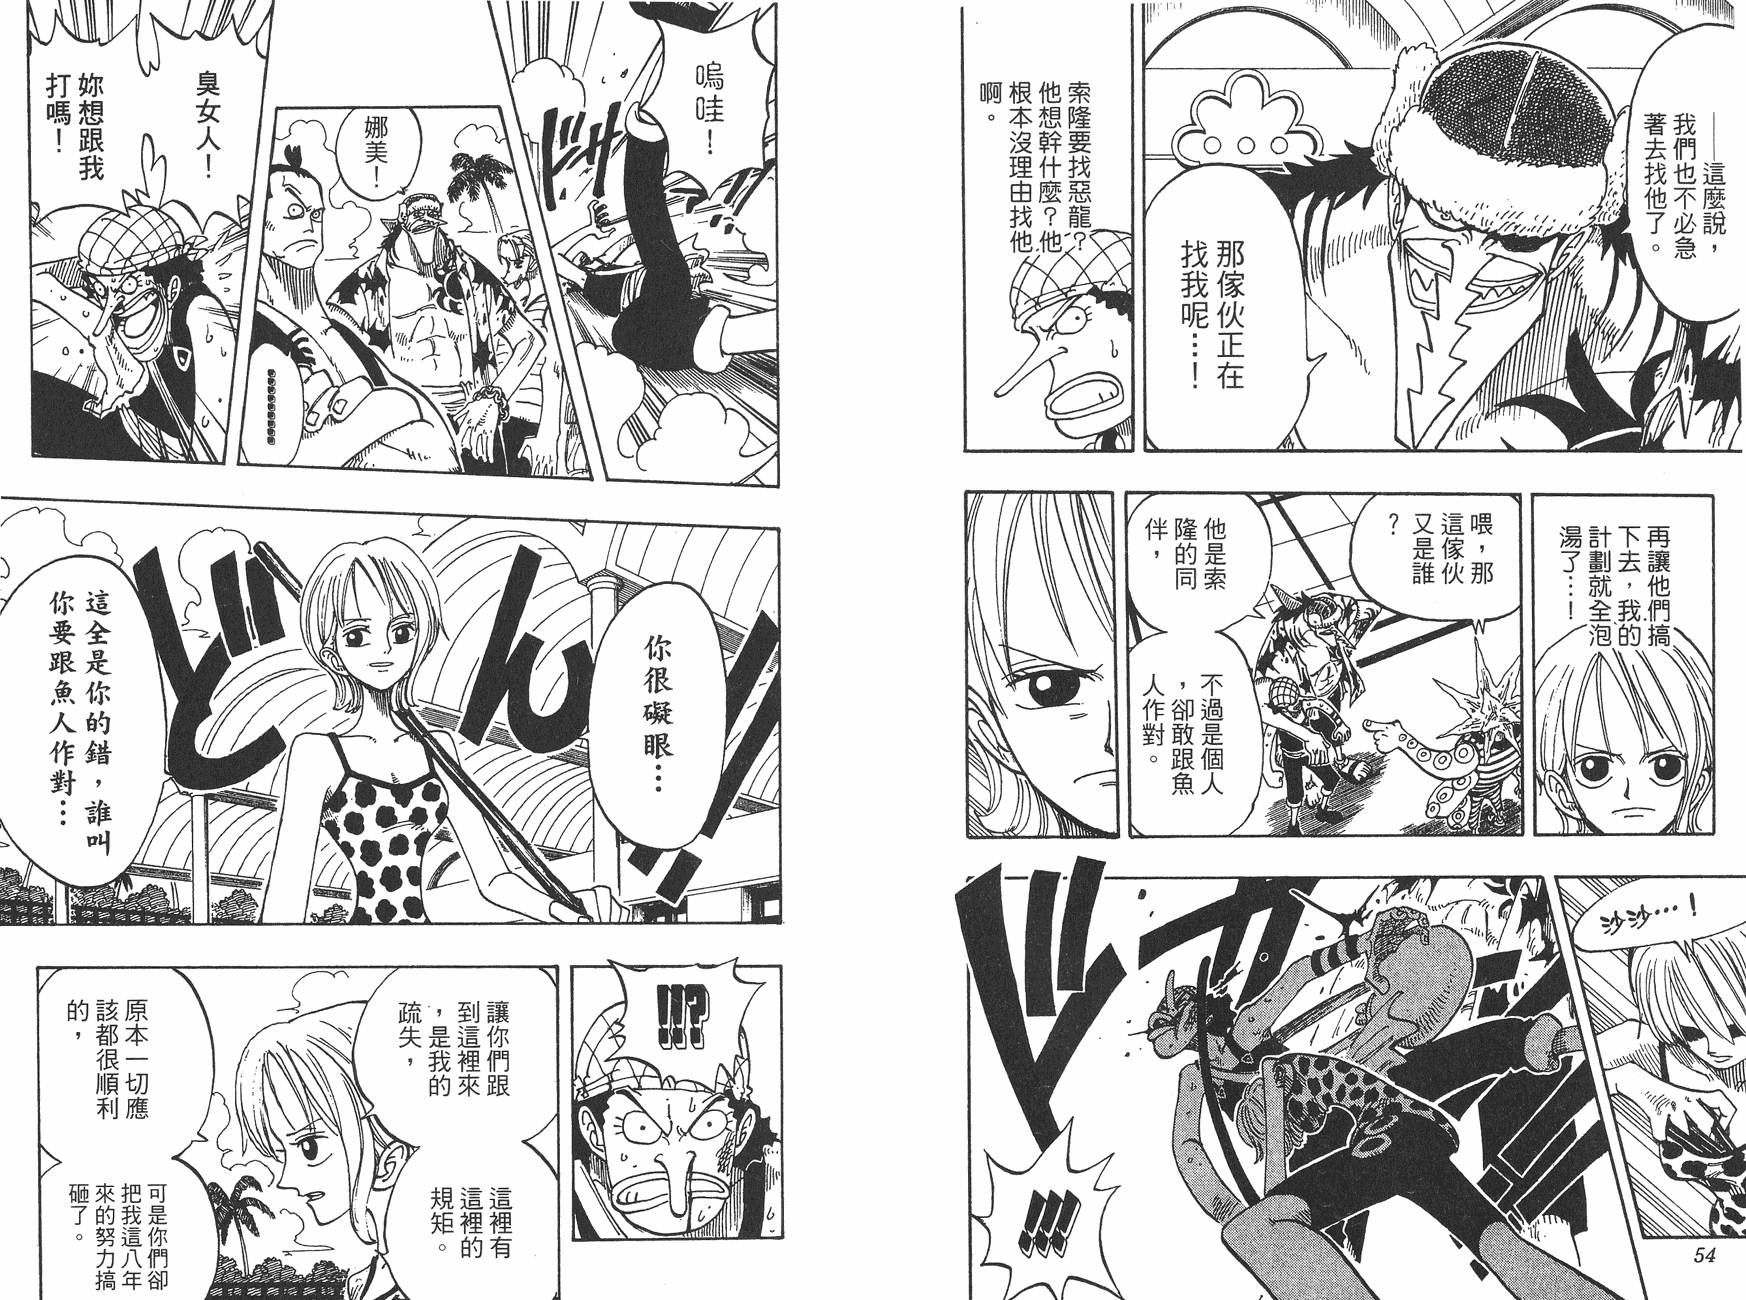 ——這麼說，
我們也不必急
著去找他了。
那傢伙正在
找我呢…！
索隆要找惡龍？
他想幹什麼？他
根本沒理由找他
啊。
再讓他們搞
下去，我的
計劃就全泡
湯了…！
喂，那
這傢伙
又是誰
？
他是索
隆的同
伴，
不過是個人
，卻敢跟魚
人作對。
沙沙…！
ドガッ
!!!!
54
嗚哇！
ドドド
娜美！
…………
臭女人！
妳想跟我
打嗎！
你很礙眼…
どん!!
這全是你的錯，誰叫
你要跟魚人作對…
!!!?
讓你們跟
到這裡來
，是我的
疏失，
這裡有
這裡的
規矩。
原本一切應
該都很順利
的，
可是你們卻
把我這八年
來的努力搞
砸了。